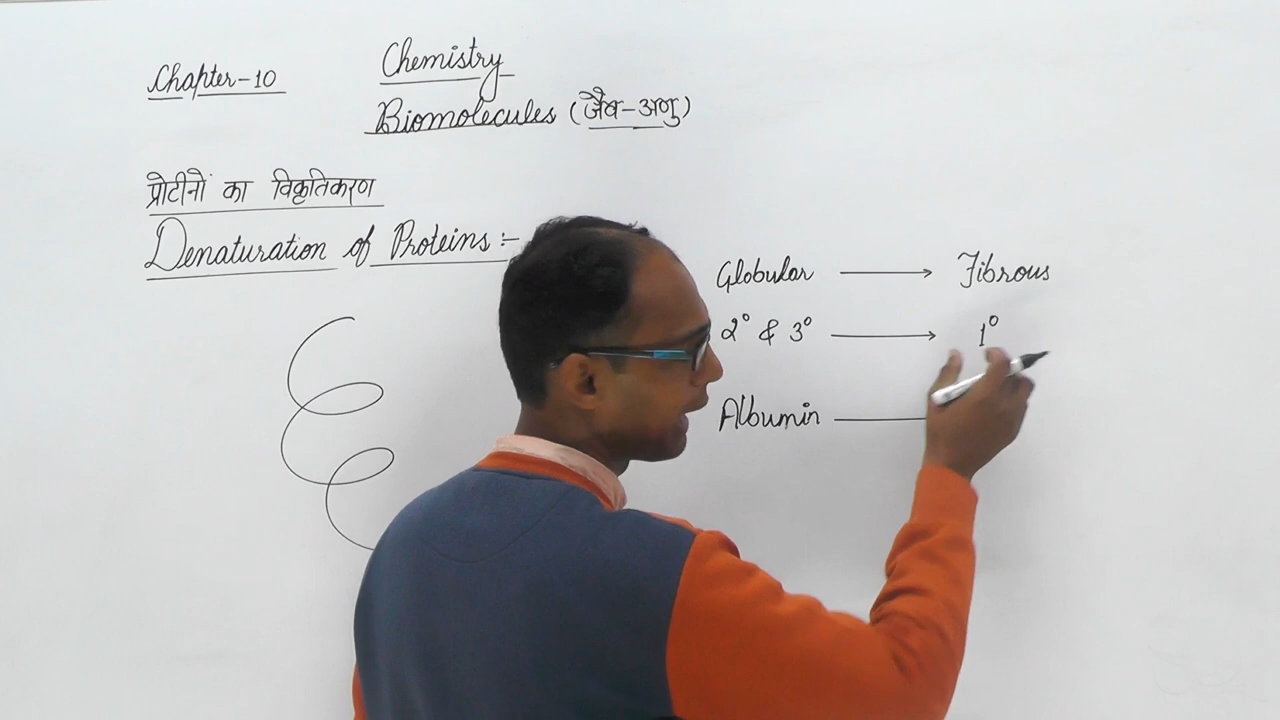 Chapter-10
Chemistry
Biomolecules (जैव-अणु)
प्रोटीनों का विकृतिकरण
Denaturation of Proteins :-
Globular ⟶ Fibrous
2° & 3° ⟶ 1°
Albumin